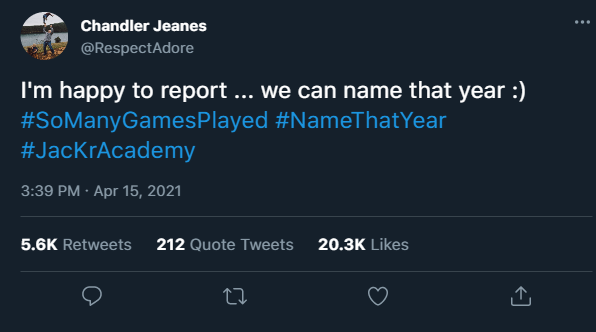 Chandler Jeanes
@RespectAdore
I'm happy to report ... we can name that year :)
#SoManyGamesPlayed #NameThatYear
#JacKrAcademy
3:39 PM · Apr 15, 2021
5.6K Retweets 212 Quote Tweets 20.3K Likes